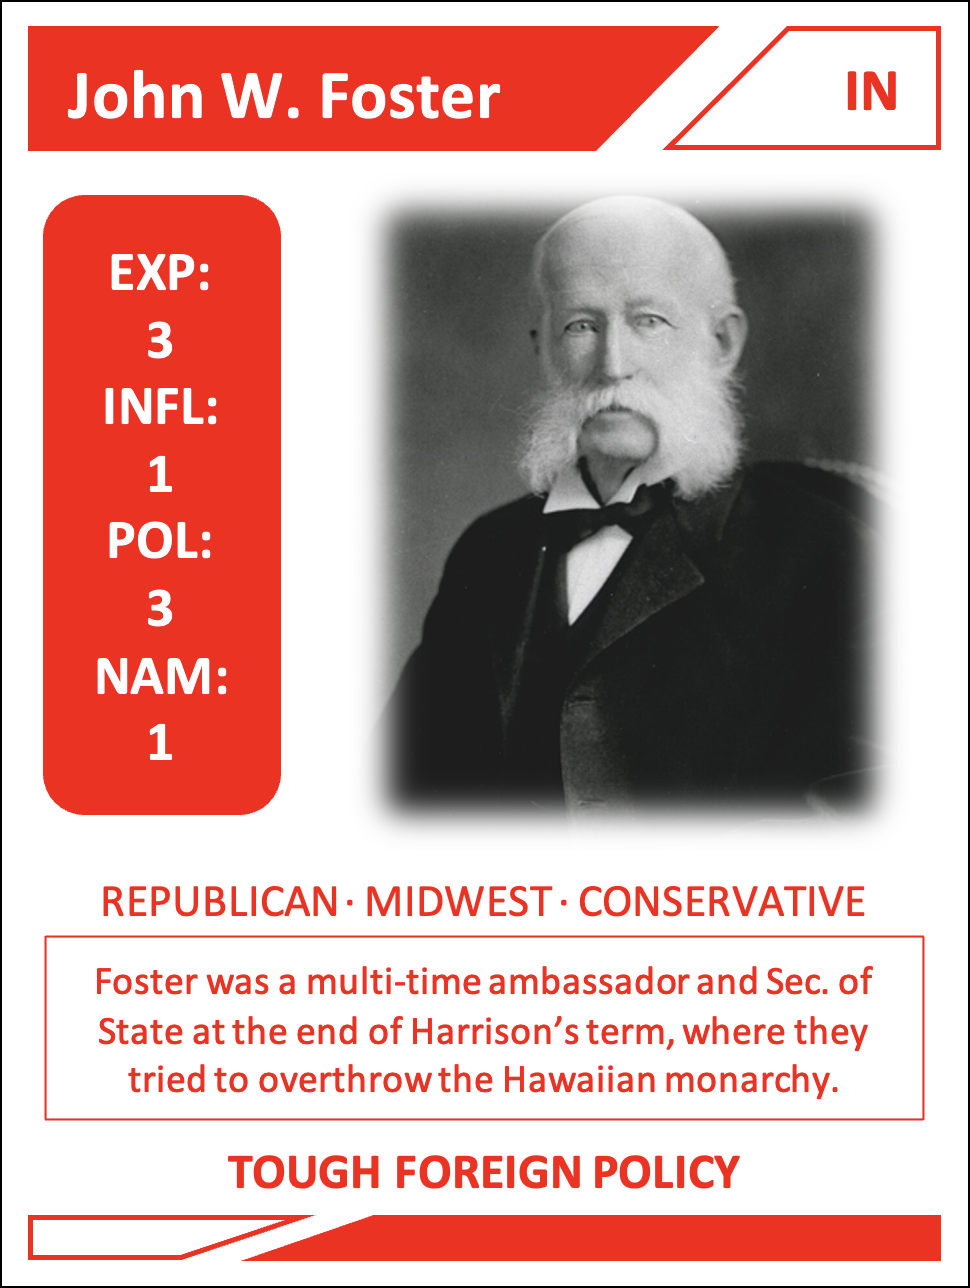 John W. Foster
IN
EXP:
3
INFL:
1
POL:
3
NAM:
1
REPUBLICAN · MIDWEST · CONSERVATIVE
Foster was a multi-time ambassador and Sec. of
State at the end of Harrison’s term, where they
tried to overthrow the Hawaiian monarchy.
TOUGH FOREIGN POLICY